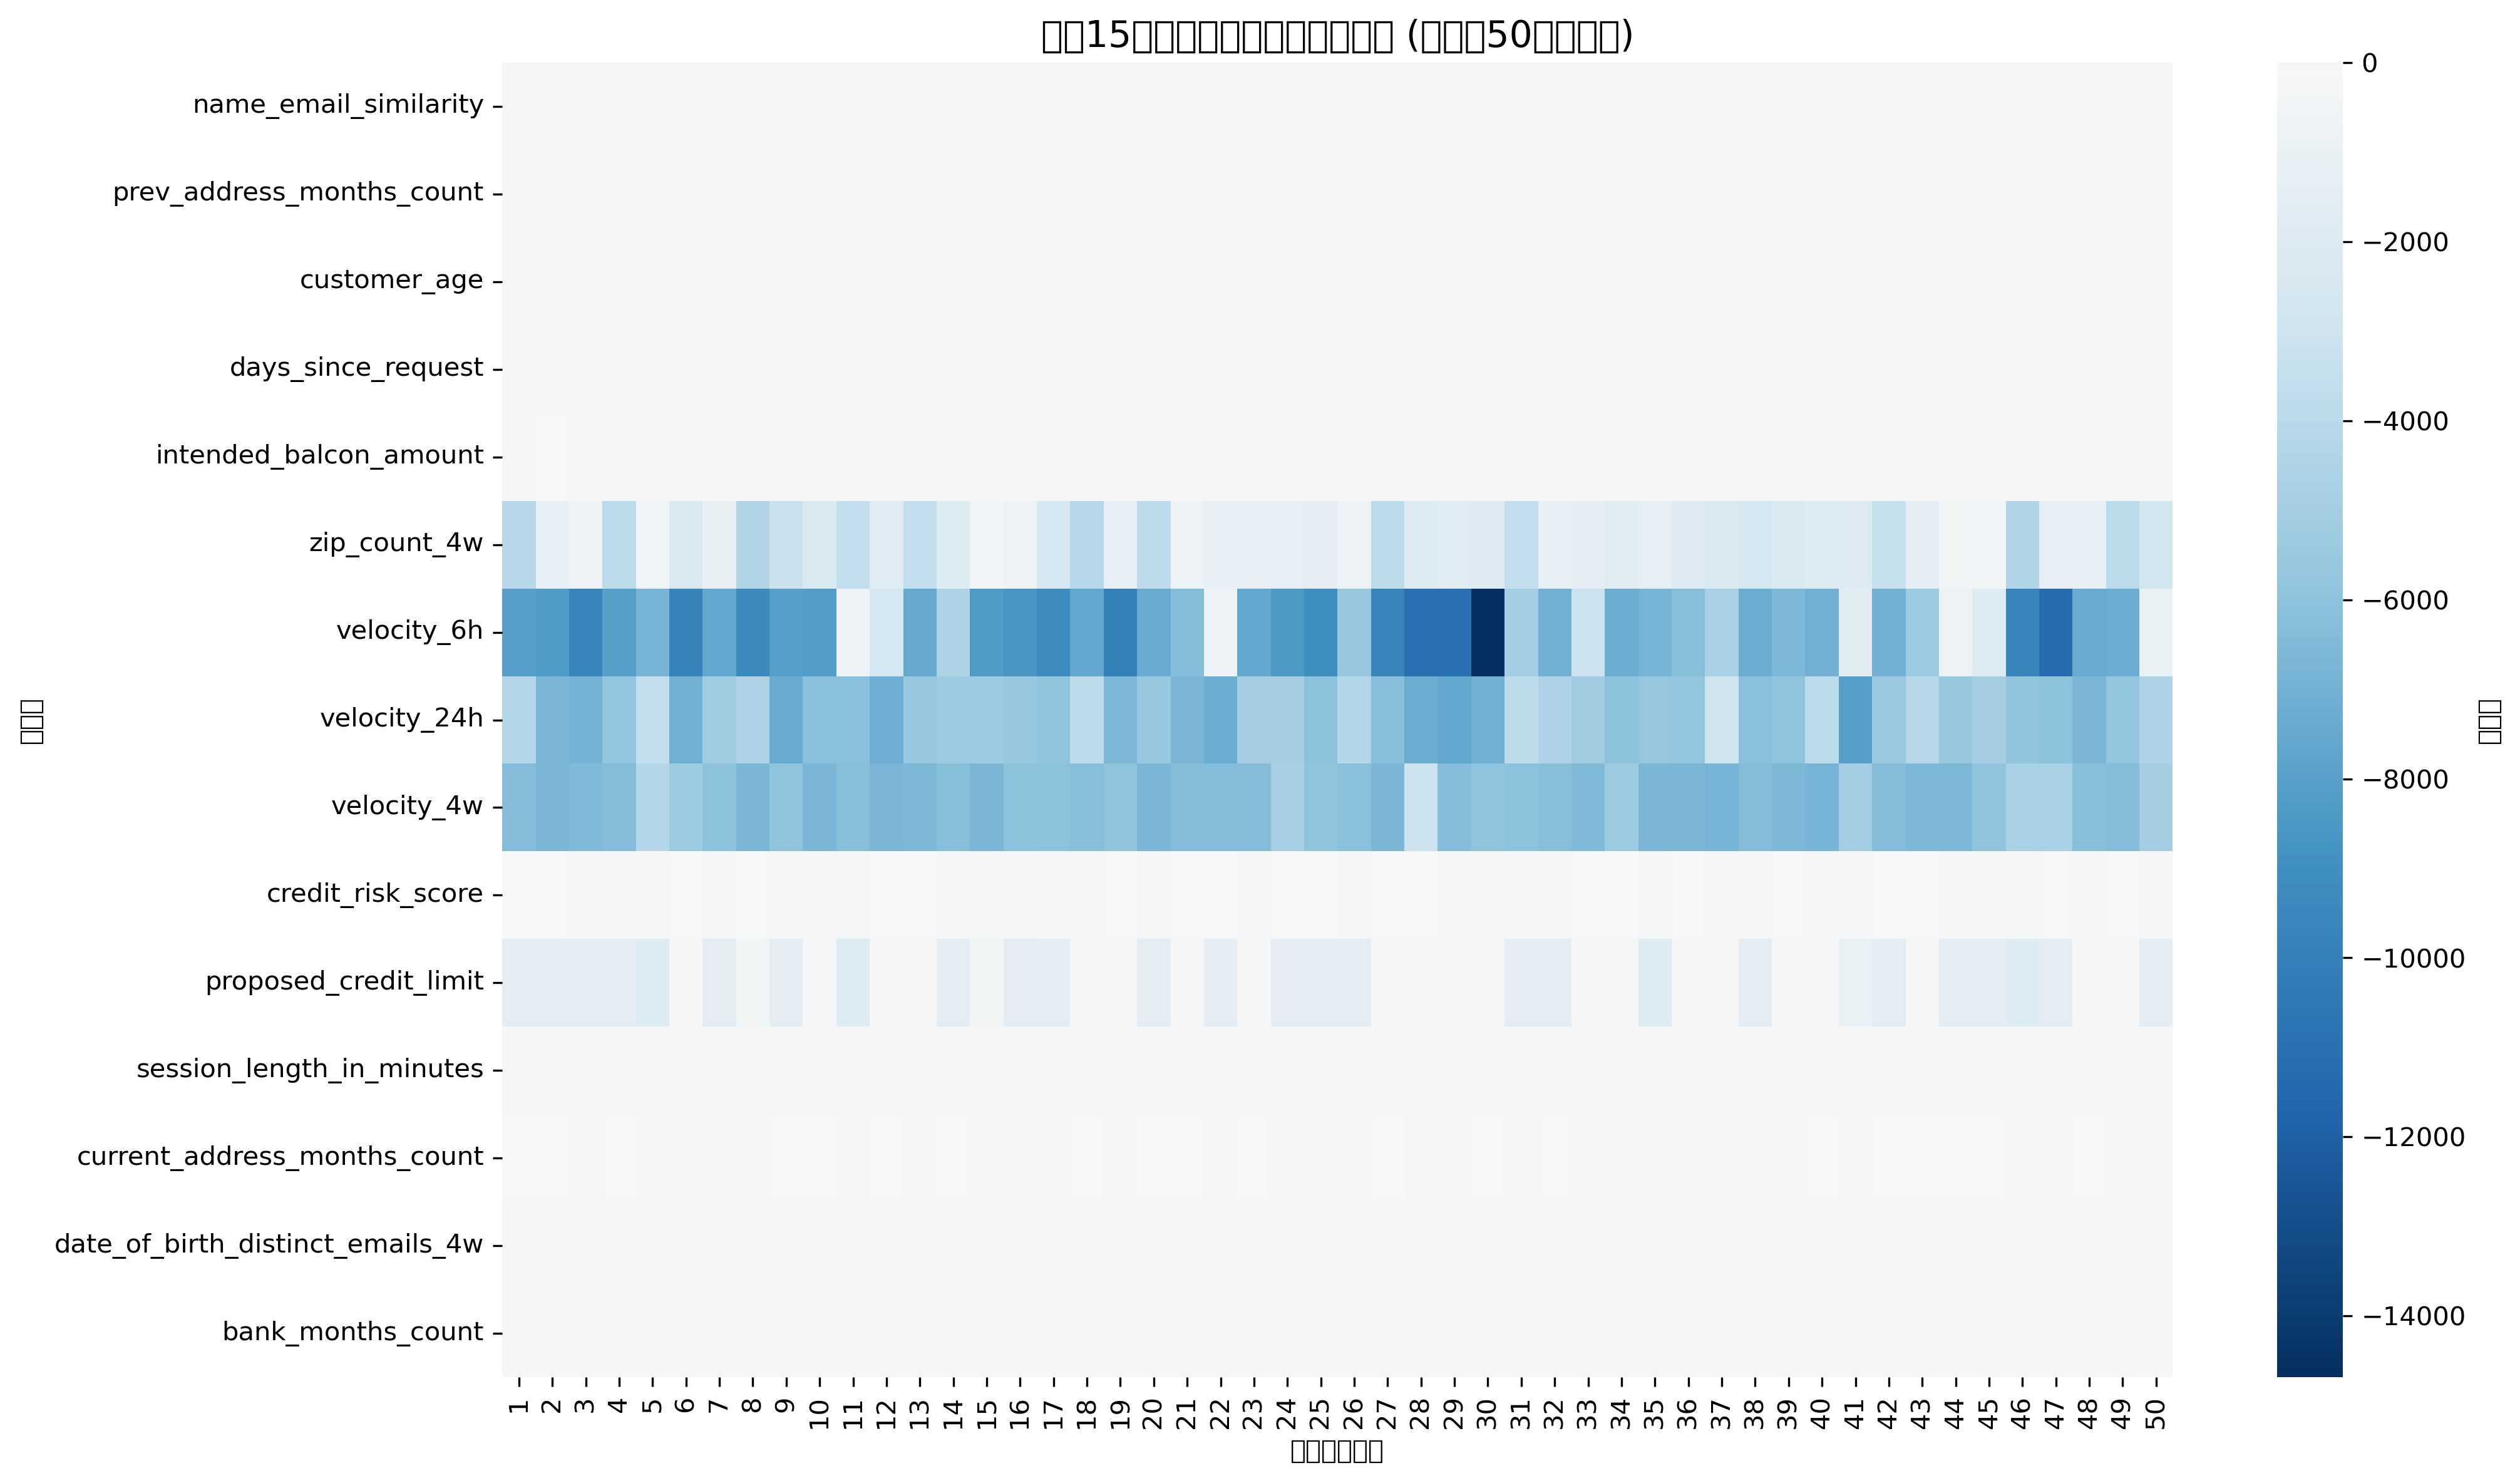 15 (50)
name_email_similarity
prev_address_months_count
customer_age
days_since_request
intended_balcon_amount
zip_count_4w
velocity_6h
velocity_24h
velocity_4w
credit_risk_score
proposed_credit_limit
session_length_in_minutes
current_address_months_count
date_of_birth_distinct_emails_4w
bank_months_count
1 2 3 4 5 6 7 8 9 10 11 12 13 14 15 16 17 18 19 20 21 22 23 24 25 26 27 28 29 30 31 32 33 34 35 36 37 38 39 40 41 42 43 44 45 46 47 48 49 50
0
−2000
−4000
−6000
−8000
−10000
−12000
−14000